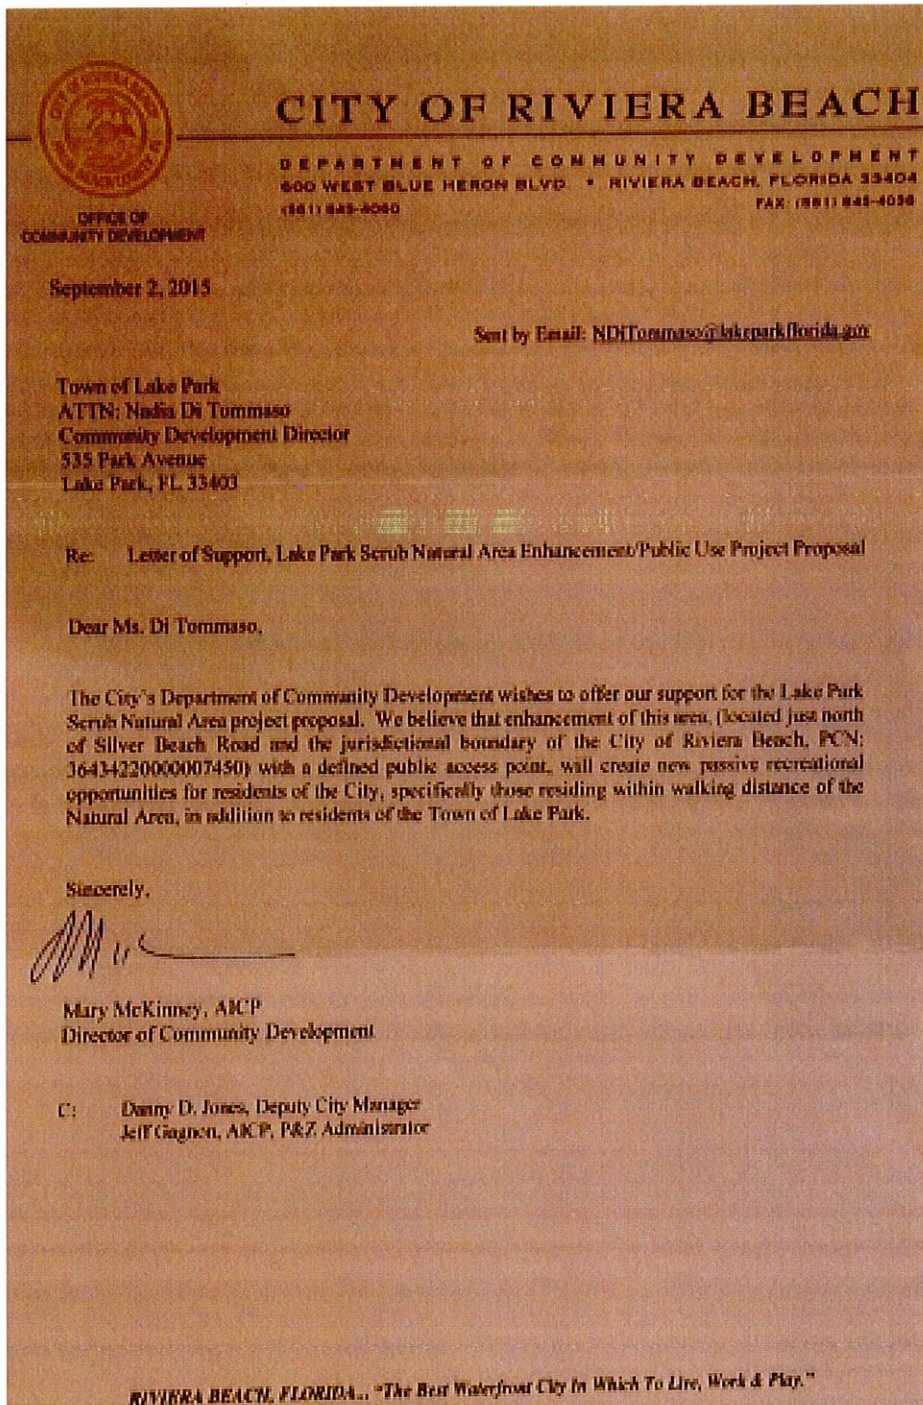 CITY OF RIVIERA BEACH
DEPARTMENT OF COMMUNITY DEVELOPMENT
600 WEST BLUE HERON BLVD. • RIVIERA BEACH, FLORIDA 33404
(561) 845-4060 FAX: (561) 845-4038
OFFICE OF
COMMUNITY DEVELOPMENT
September 2, 2015
Sent by Email: NDiTommaso@lakeparkflorida.gov
Town of Lake Park
ATTN: Nadia Di Tommaso
Community Development Director
535 Park Avenue
Lake Park, FL 33403
Re: Letter of Support, Lake Park Scrub Natural Area Enhancement/Public Use Project Proposal
Dear Ms. Di Tommaso,
The City's Department of Community Development wishes to offer our support for the Lake Park
Scrub Natural Area project proposal. We believe that enhancement of this area, (located just north
of Silver Beach Road and the jurisdictional boundary of the City of Riviera Beach, PCN:
36434220000007450) with a defined public access point, will create new passive recreational
opportunities for residents of the City, specifically those residing within walking distance of the
Natural Area, in addition to residents of the Town of Lake Park.
Sincerely,
Mary McKinney, AICP
Director of Community Development
C: Danny D. Jones, Deputy City Manager
Jeff Gagnon, AICP, P&Z Administrator
RIVIERA BEACH, FLORIDA... "The Best Waterfront City In Which To Live, Work & Play."